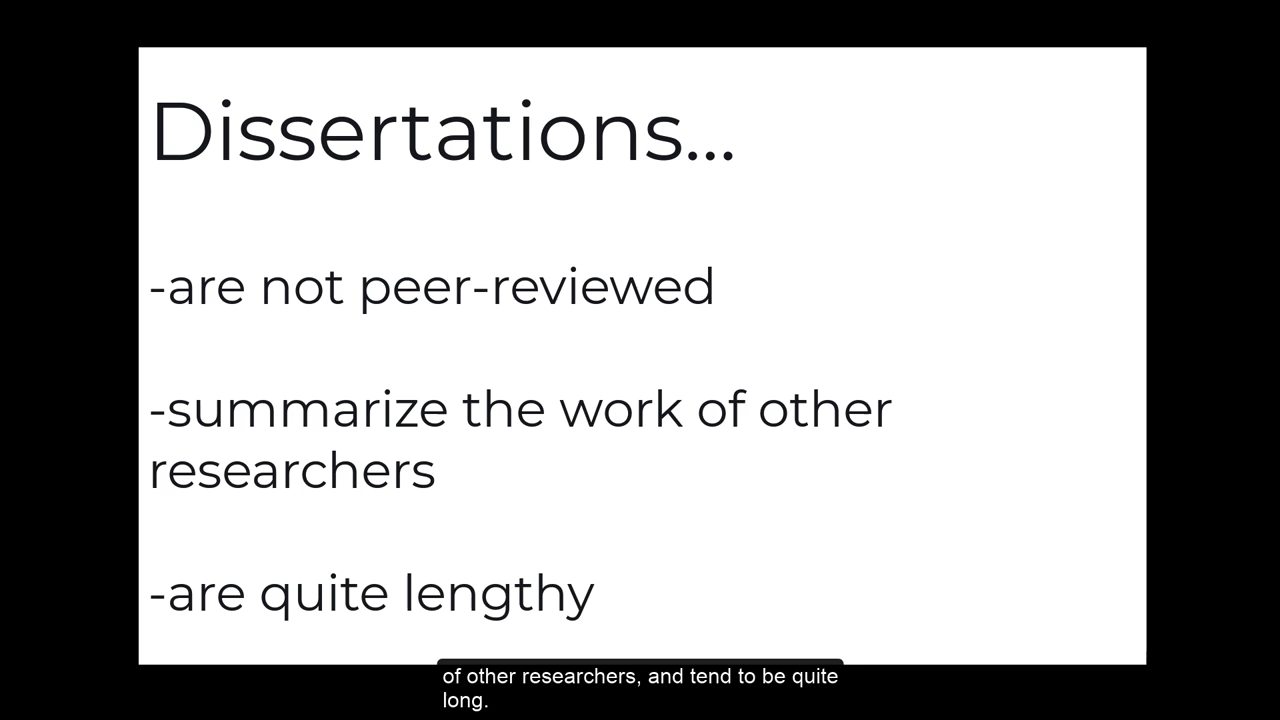 Dissertations...
-are not peer-reviewed
-summarize the work of other
researchers
-are quite lengthy
of other researchers, and tend to be quite
long.